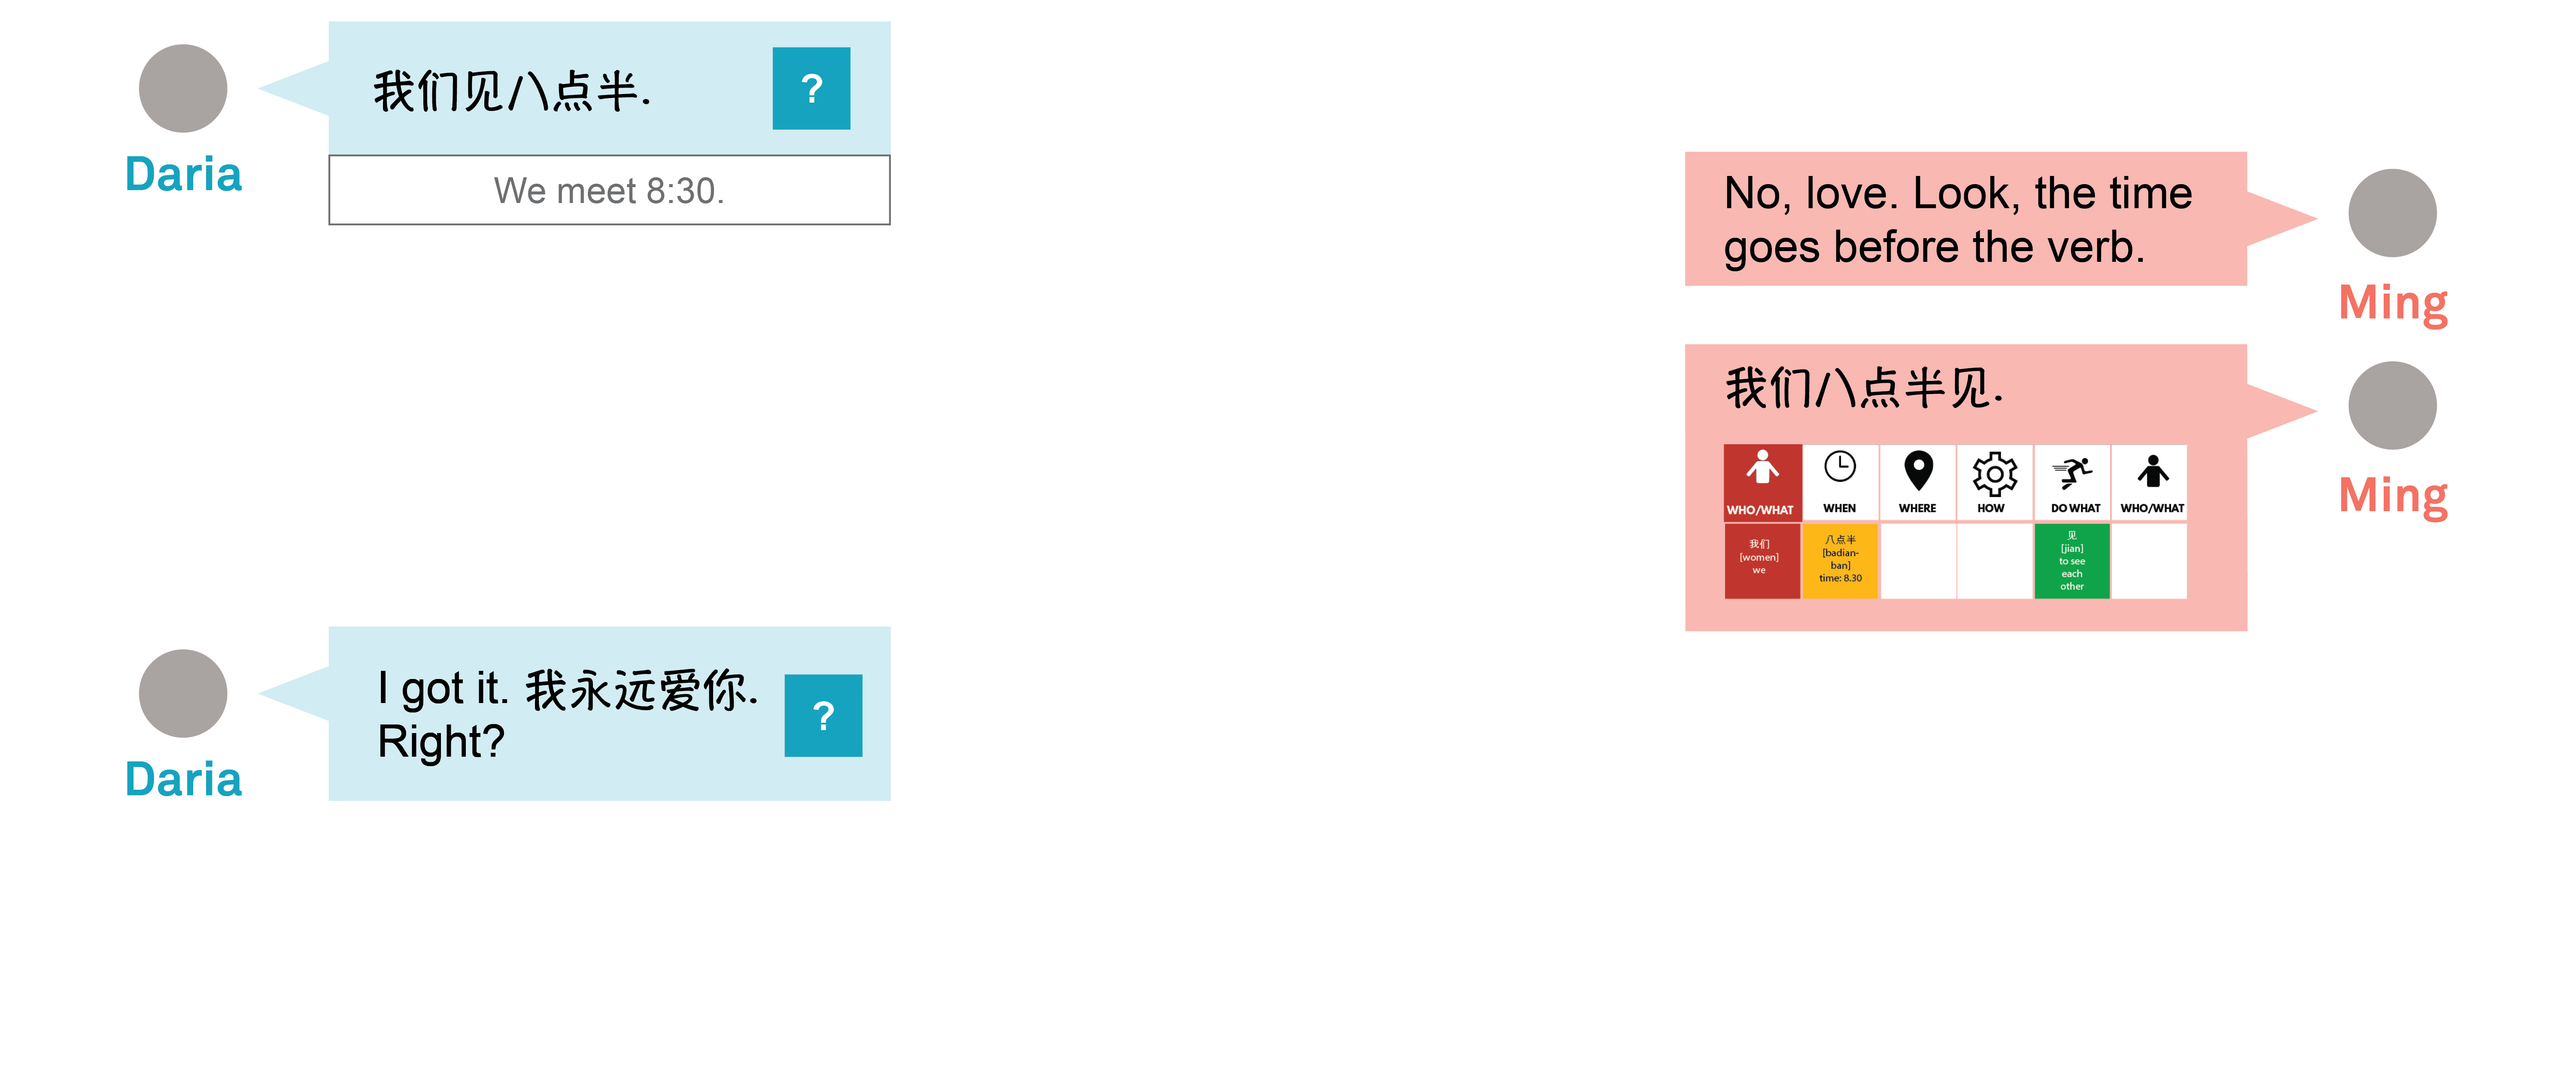 我们见八点半.
?
Daria
We meet 8:30.
No, love. Look, the time
goes before the verb.
Ming
我们八点半见.
WHO/WHAT WHEN WHERE HOW DO WHAT WHO/WHAT
我们
[women]
we
八点半
[badian-
ban]
time: 8.30
见
[jian]
to see
each
other
Ming
I got it. 我永远爱你.
Right?
?
Daria